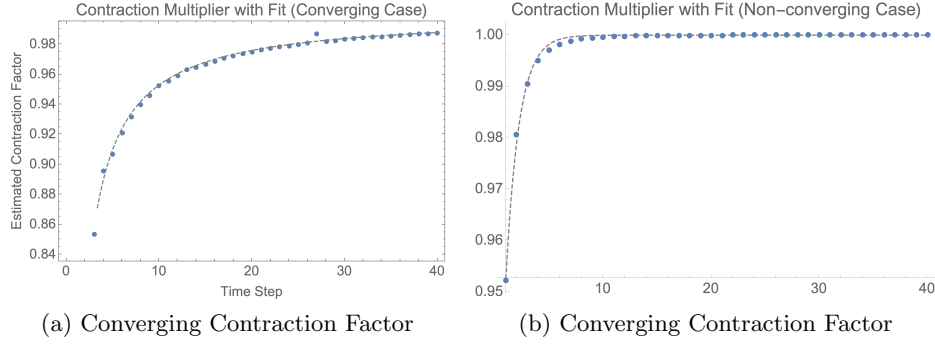 Contraction Multiplier with Fit (Converging Case)
Estimated Contraction Factor
0.98
0.96
0.94
0.92
0.90
0.88
0.86
0.84
0 10 20 30 40
Time Step
(a) Converging Contraction Factor
Contraction Multiplier with Fit (Non−converging Case)
1.00
0.99
0.98
0.97
0.96
0.95
10 20 30 40
(b) Converging Contraction Factor